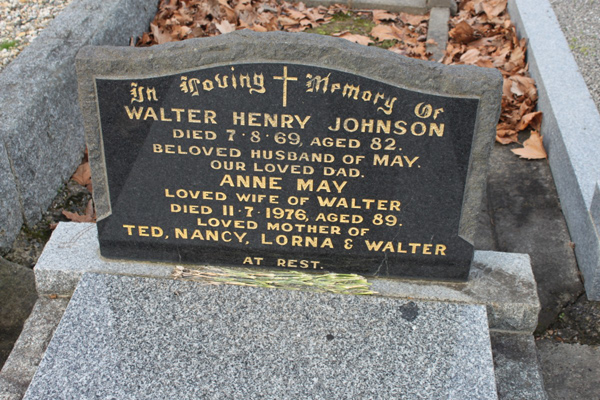 In Loving Memory Of
WALTER HENRY JOHNSON
DIED 7·8·69, AGED 82.
BELOVED HUSBAND OF MAY.
OUR LOVED DAD.
ANNE MAY
LOVED WIFE OF WALTER
DIED 11·7·1976, AGED 89.
LOVED MOTHER OF
TED, NANCY, LORNA & WALTER
AT REST.